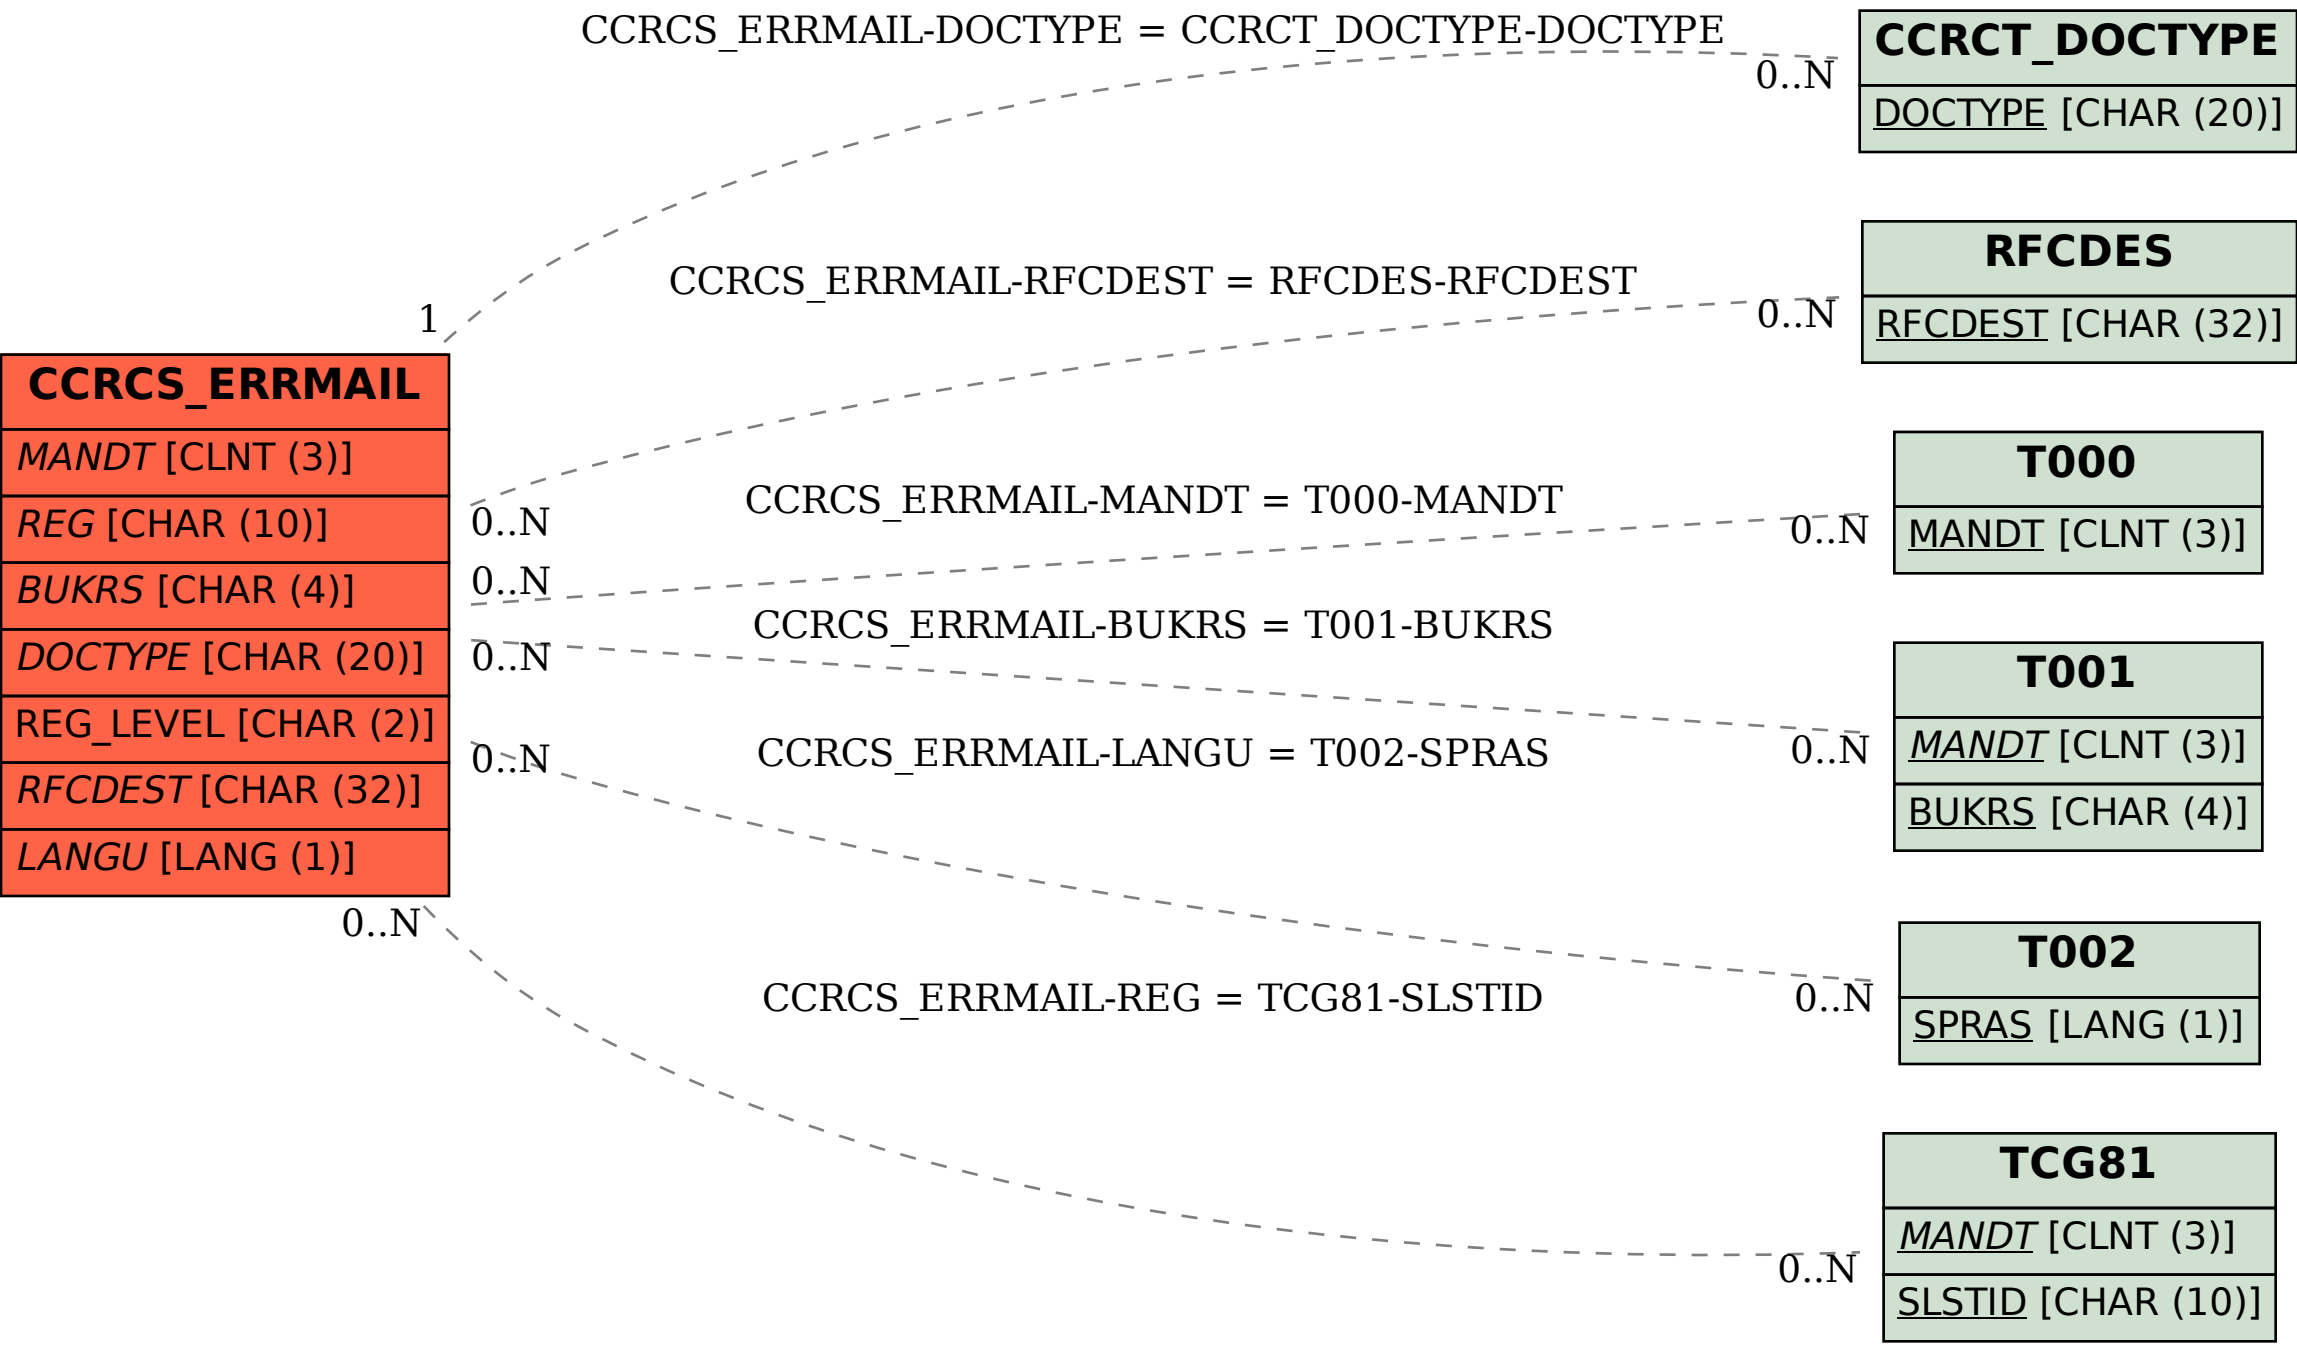 CCRCS_ERRMAIL-DOCTYPE = CCRCT_DOCTYPE-DOCTYPE
0..N
1
CCRCT_DOCTYPE
DOCTYPE [CHAR (20)]
CCRCS_ERRMAIL-RFCDEST = RFCDES-RFCDEST
0..N
0..N
RFCDES
RFCDEST [CHAR (32)]
CCRCS_ERRMAIL
MANDT [CLNT (3)]
REG [CHAR (10)]
BUKRS [CHAR (4)]
DOCTYPE [CHAR (20)]
REG_LEVEL [CHAR (2)]
RFCDEST [CHAR (32)]
LANGU [LANG (1)]
CCRCS_ERRMAIL-MANDT = T000-MANDT
0..N
0..N
T000
MANDT [CLNT (3)]
CCRCS_ERRMAIL-BUKRS = T001-BUKRS
0..N
0..N
T001
MANDT [CLNT (3)]
BUKRS [CHAR (4)]
CCRCS_ERRMAIL-LANGU = T002-SPRAS
0..N
0..N
T002
SPRAS [LANG (1)]
CCRCS_ERRMAIL-REG = TCG81-SLSTID
0..N
0..N
TCG81
MANDT [CLNT (3)]
SLSTID [CHAR (10)]